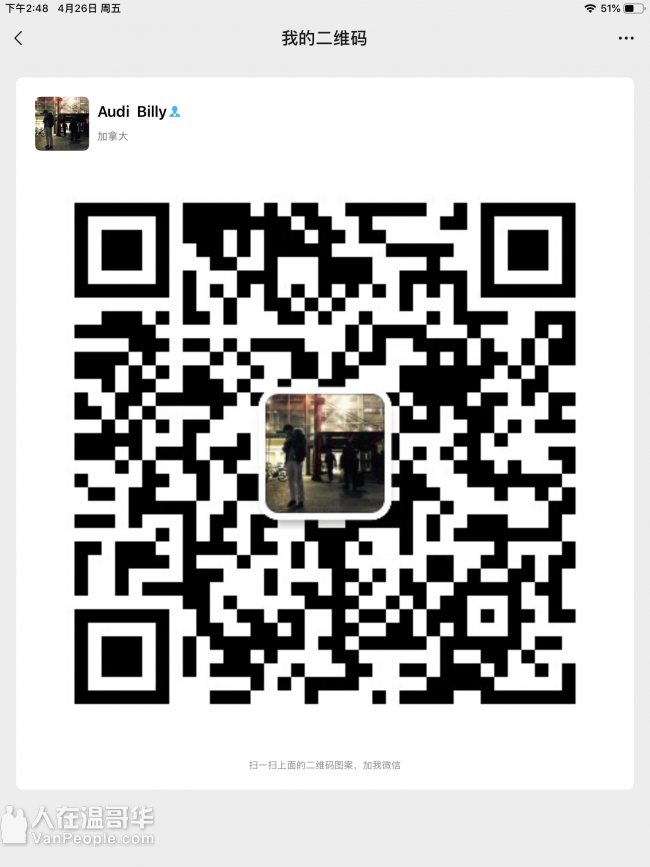 下午2:48 4月26日 周五 51%
我的二维码
Audi Billy
加拿大
扫一扫上面的二维码图案，加我微信
人在温哥华
VanPeople.com